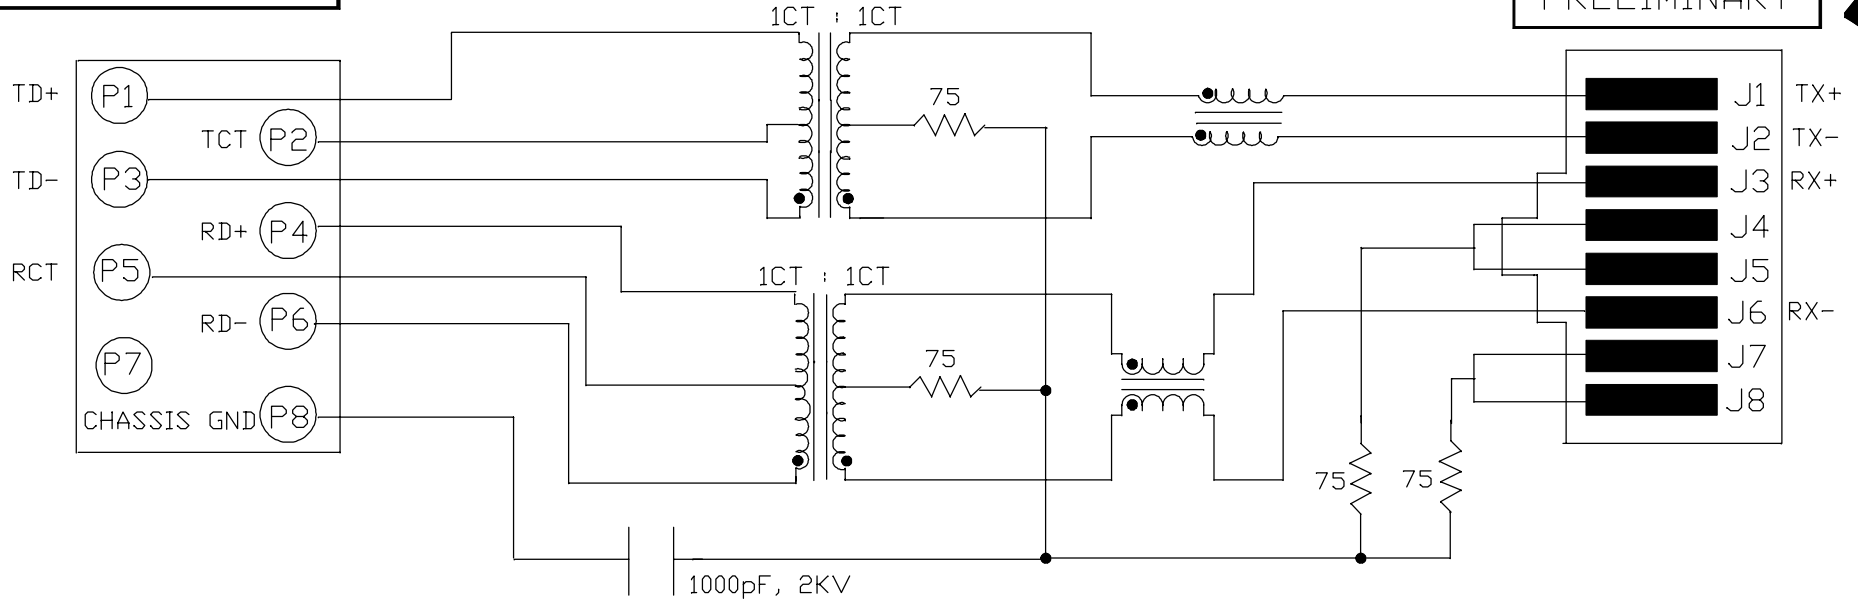 1CT : 1CT
PRELIMINARY
TD+ P1
TCT P2
TD- P3
RD+ P4
RCT P5
RD- P6
P7
CHASSIS GND P8
75
1CT : 1CT
75
75
75
1000pF, 2KV
J1 TX+
J2 TX-
J3 RX+
J4
J5
J6 RX-
J7
J8